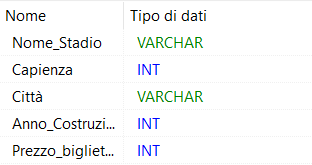 Nome Tipo di dati
Nome_Stadio VARCHAR
Capienza INT
Città VARCHAR
Anno_Costruzi... INT
Prezzo_bigliet... INT